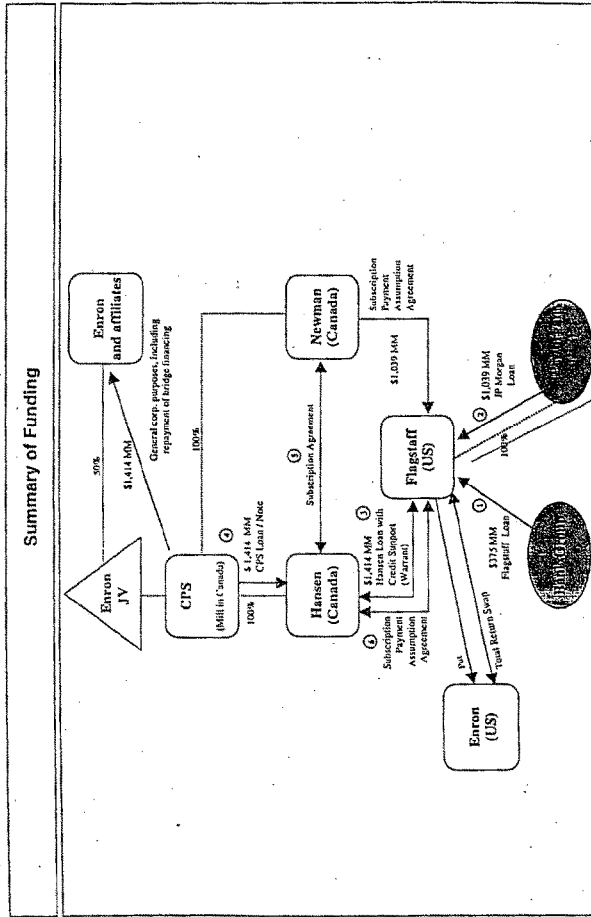 Summary of Funding
Enron
JV
50%
Enron
and affiliates
$1,414 MM
General corp. purposes, including
repayment of bridge financing
CPS
(Mill in Canada)
100%
④
$ 1,414 MM
CPS Loan / Note
100%
Hansen
(Canada)
⑤
Subscription Agreement
Newman
(Canada)
③
$1,414 MM
Hansen Loan with
Credit Support
(Warrant)
⑥
Subscription
Payment
Assumption
Agreement
Subscription
Payment
Assumption
Agreement
$1,039 MM
Flagstaff
(US)
Put
Total Return Swap
Enron
(US)
①
$375 MM
Flagstaff Loan
②
$1,039 MM
JP Morgan
Loan
100%